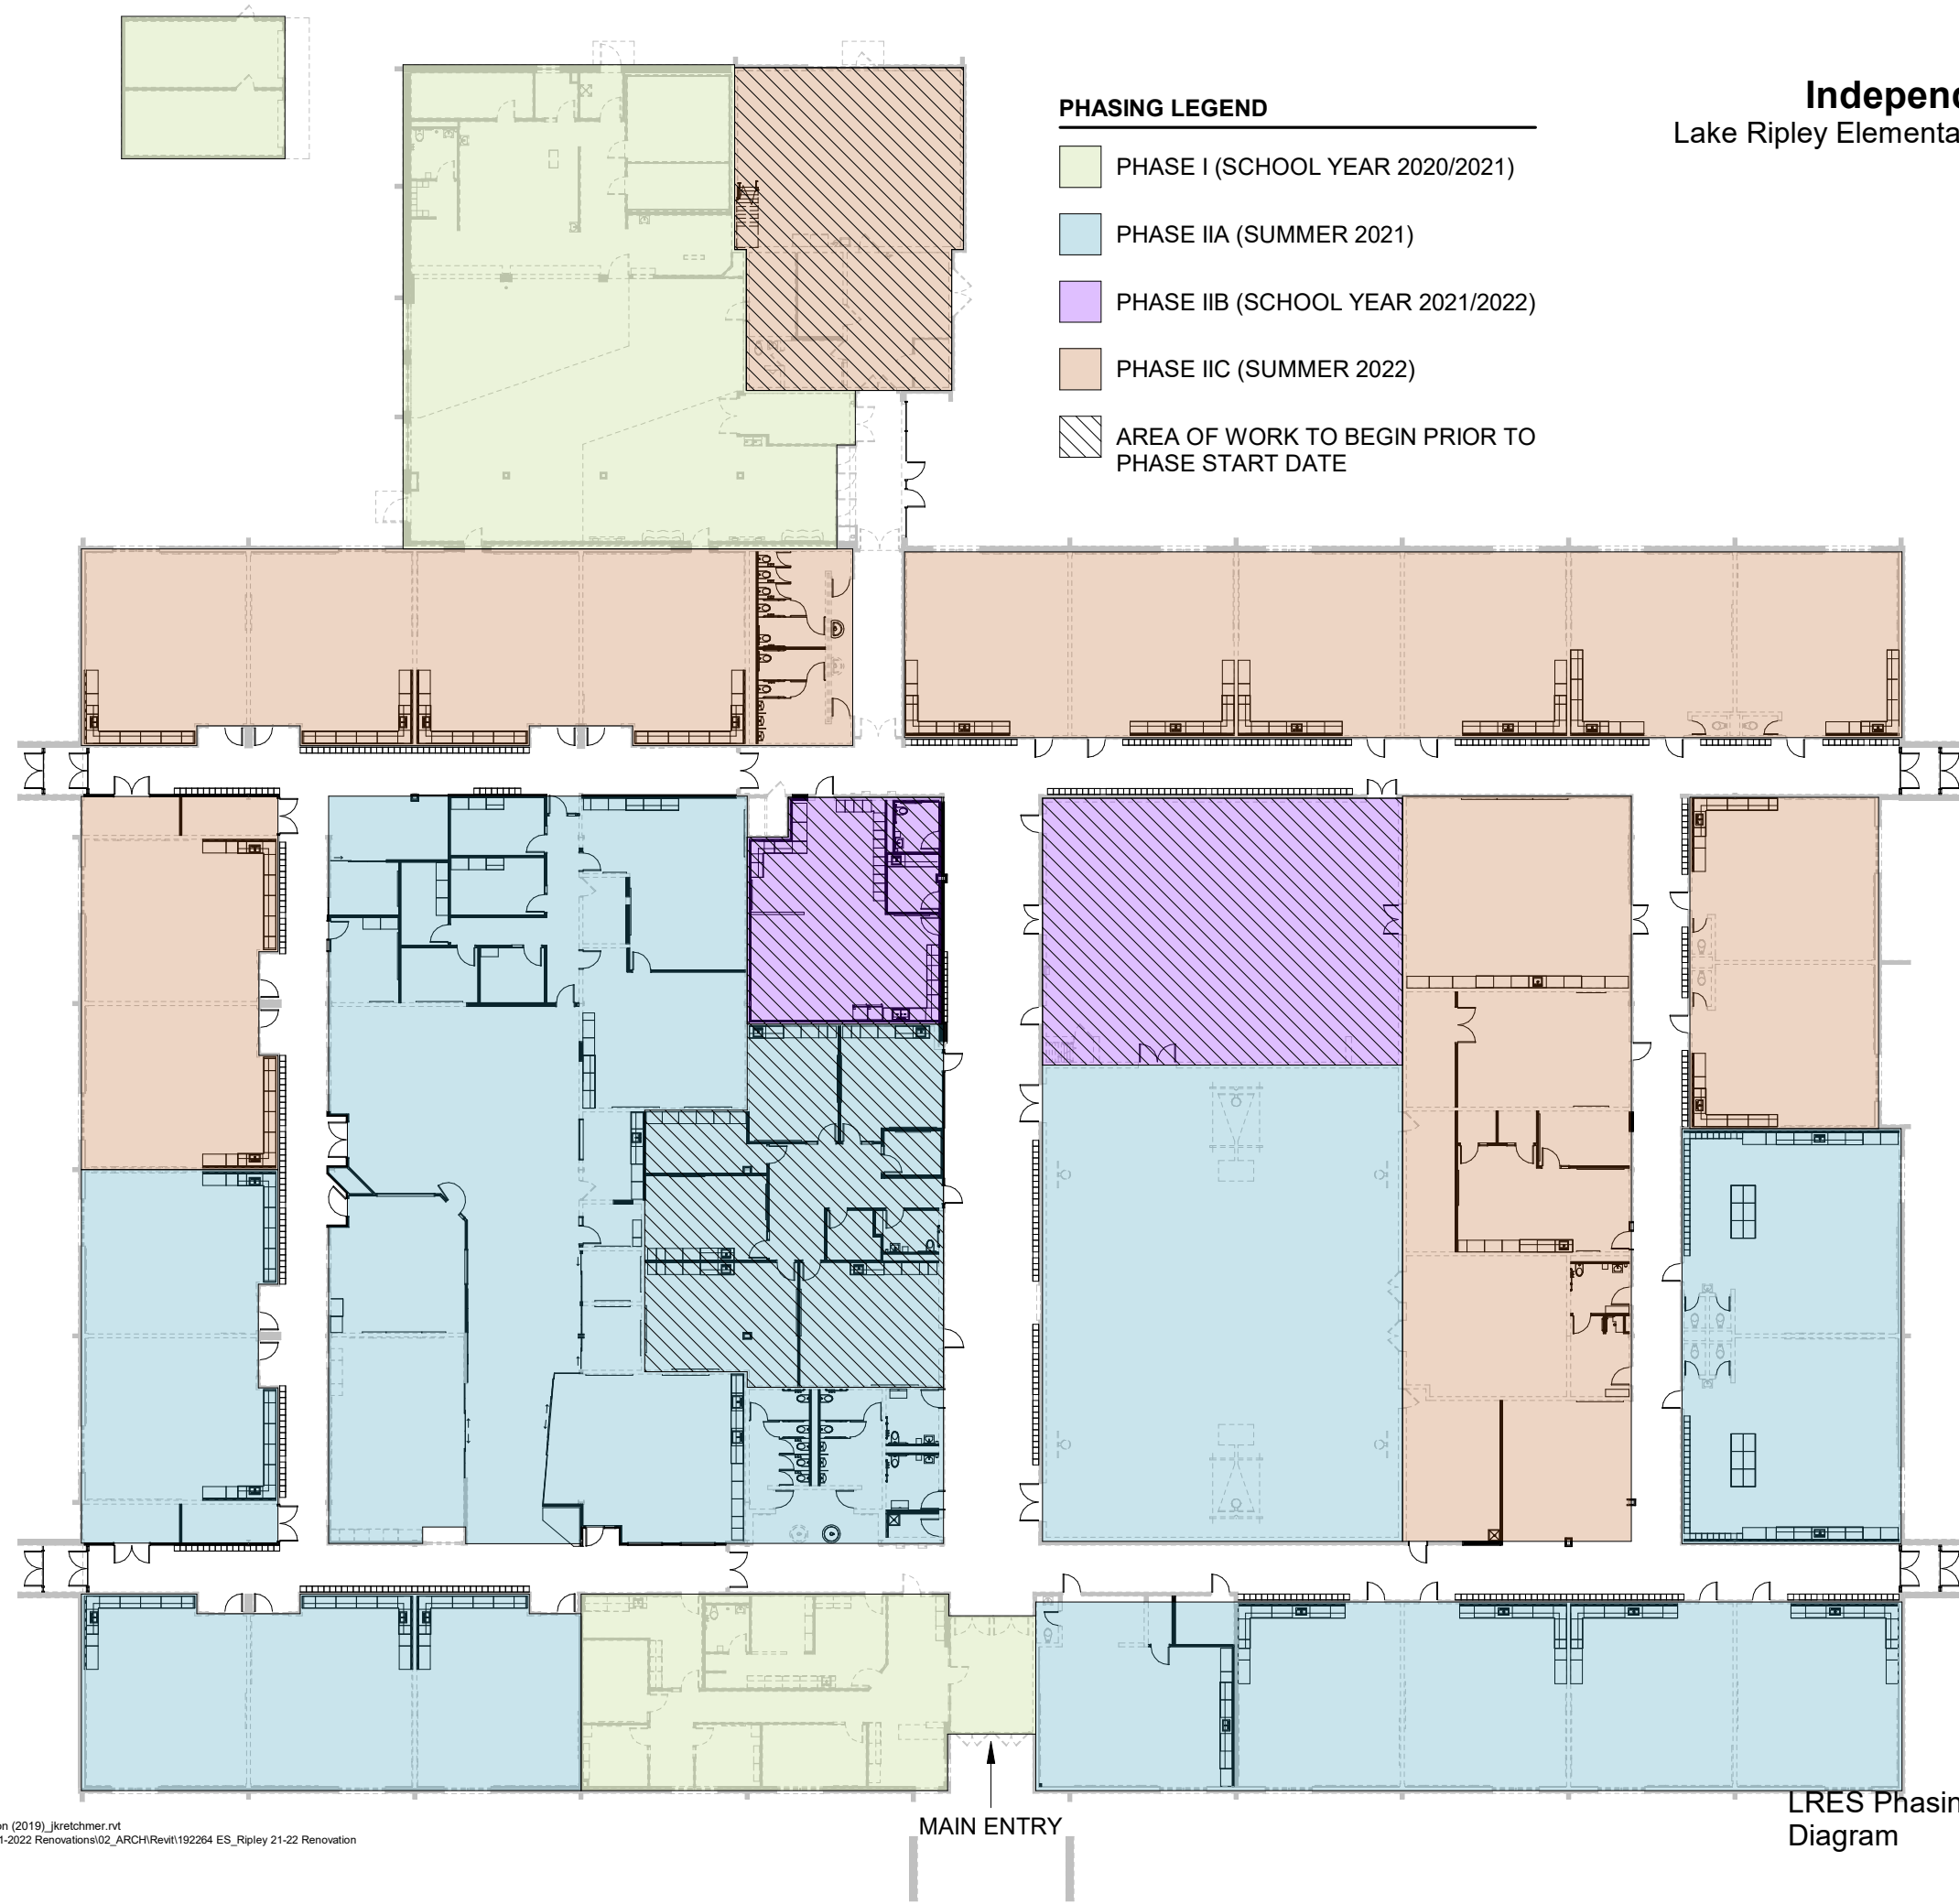 Independ
Lake Ripley Elementa
PHASING LEGEND
PHASE I (SCHOOL YEAR 2020/2021)
PHASE IIA (SUMMER 2021)
PHASE IIB (SCHOOL YEAR 2021/2022)
PHASE IIC (SUMMER 2022)
AREA OF WORK TO BEGIN PRIOR TO
PHASE START DATE
MAIN ENTRY
LRES Phasin
Diagram
on (2019)_jkretchmer.rvt
1-2022 Renovations\02_ARCH\Revit\192264 ES_Ripley 21-22 Renovation